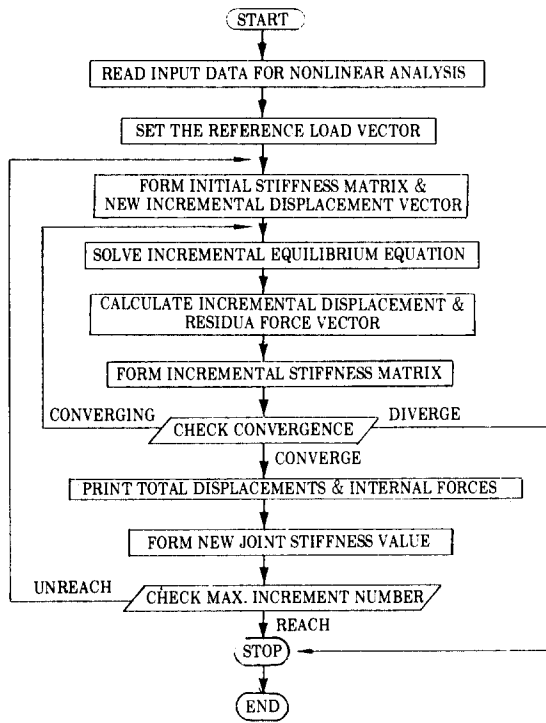 START
READ INPUT DATA FOR NONLINEAR ANALYSIS
SET THE REFERENCE LOAD VECTOR
FORM INITIAL STIFFNESS MATRIX &
NEW INCREMENTAL DISPLACEMENT VECTOR
SOLVE INCREMENTAL EQUILIBRIUM EQUATION
CALCULATE INCREMENTAL DISPLACEMENT &
RESIDUA FORCE VECTOR
FORM INCREMENTAL STIFFNESS MATRIX
CONVERGING
DIVERGE
CHECK CONVERGENCE
CONVERGE
PRINT TOTAL DISPLACEMENTS & INTERNAL FORCES
FORM NEW JOINT STIFFNESS VALUE
UNREACH
CHECK MAX. INCREMENT NUMBER
REACH
STOP
END